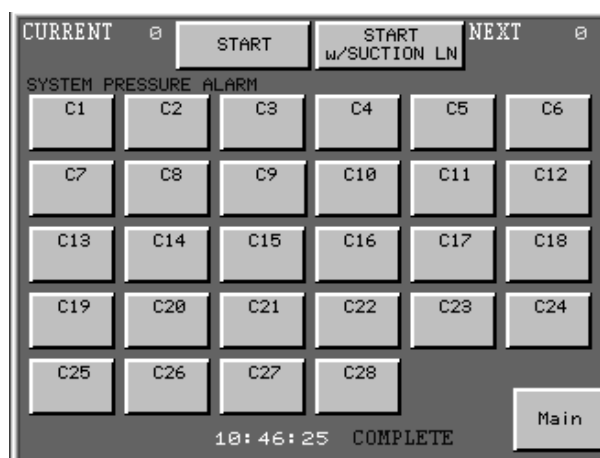 CURRENT 0 START START w/SUCTION LN NEXT 0
SYSTEM PRESSURE ALARM
C1 C2 C3 C4 C5 C6
C7 C8 C9 C10 C11 C12
C13 C14 C15 C16 C17 C18
C19 C20 C21 C22 C23 C24
C25 C26 C27 C28
Main
10:46:25 COMPLETE